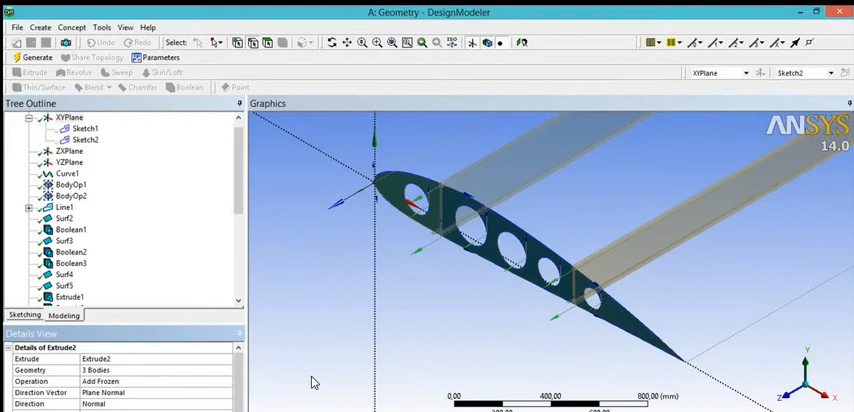 A: Geometry - DesignModeler
File Create Concept Tools View Help
Undo Redo Select:
Generate Share Topology Parameters
Extrude Revolve Sweep Skin/Loft XYPlane Sketch2
Thin/Surface Blend Chamfer Boolean Point
Tree Outline Graphics
XYPlane
Sketch1
Sketch2
ZXPlane
YZPlane
Curve1
BodyOp1
BodyOp2
Line1
Surf2
Boolean1
Surf3
Boolean2
Boolean3
Surf4
Surf5
Extrude1
Sketching Modeling
Details View
Details of Extrude2
Extrude Extrude2
Geometry 3 Bodies
Operation Add Frozen
Direction Vector Plane Normal
Direction Normal
ANSYS
14.0
0,00 400,00 800,00 (mm)
200,00 600,00
Y
Z X